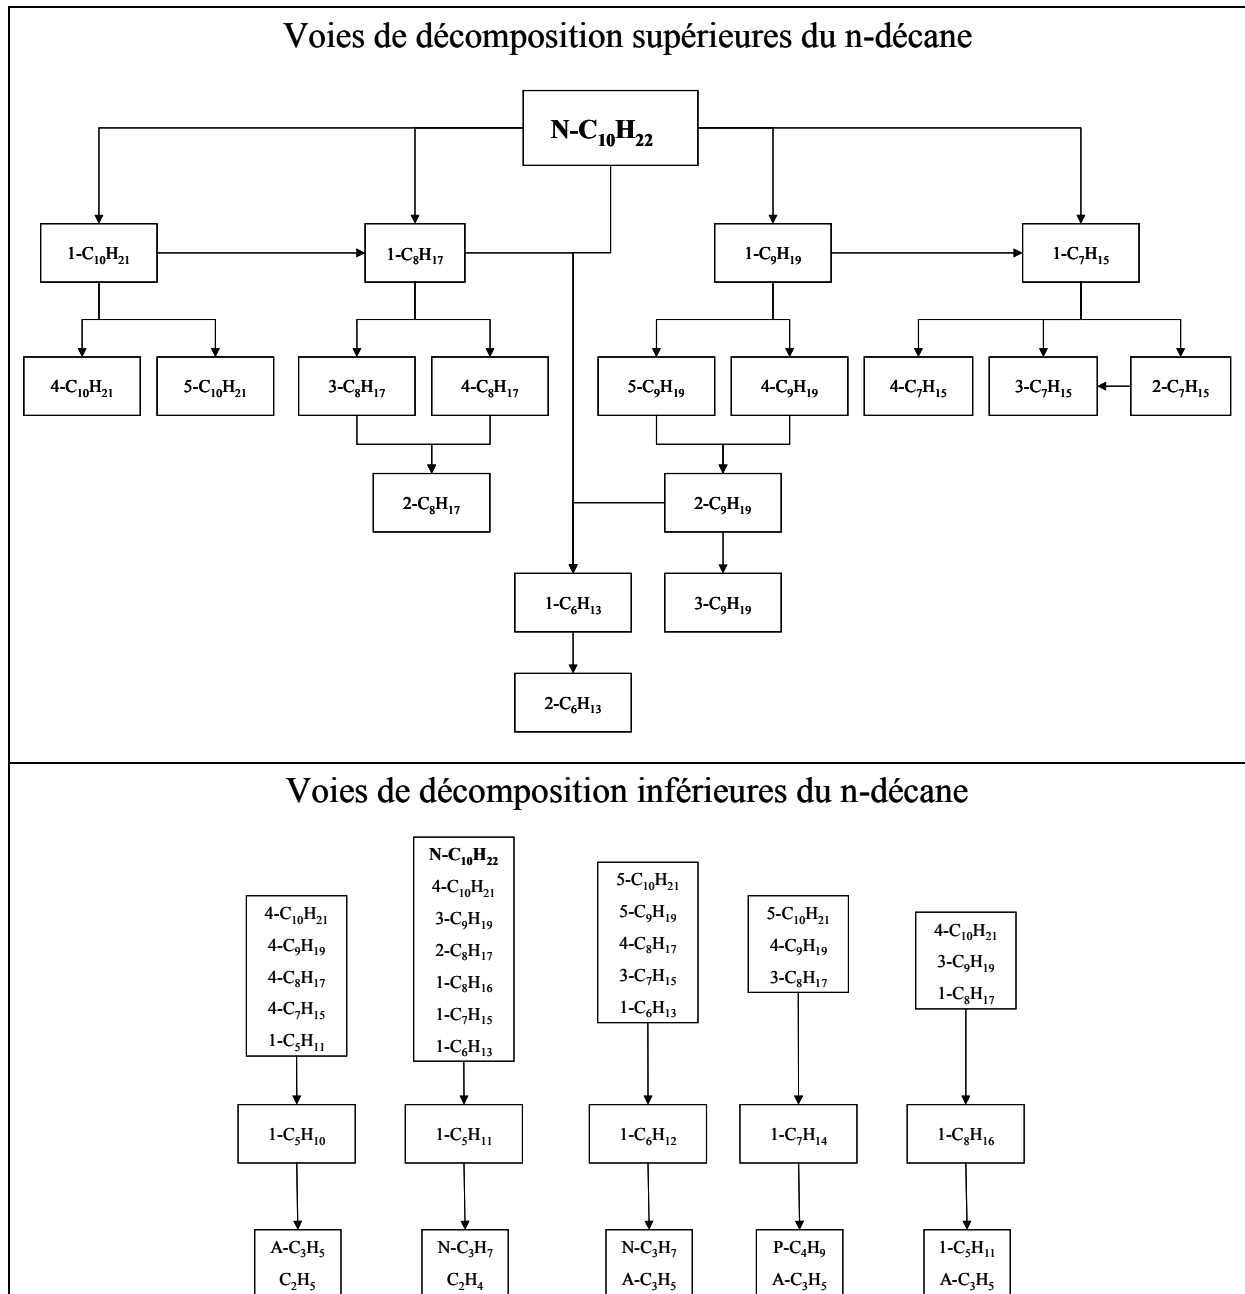 Voies de décomposition supérieures du n-décane
N-C₁₀H₂₂
1-C₁₀H₂₁
1-C₈H₁₇
1-C₉H₁₉
1-C₇H₁₅
4-C₁₀H₂₁
5-C₁₀H₂₁
3-C₈H₁₇
4-C₈H₁₇
5-C₉H₁₉
4-C₉H₁₉
4-C₇H₁₅
3-C₇H₁₅
2-C₇H₁₅
2-C₈H₁₇
2-C₉H₁₉
1-C₆H₁₃
3-C₉H₁₉
2-C₆H₁₃
Voies de décomposition inférieures du n-décane
4-C₁₀H₂₁
4-C₉H₁₉
4-C₈H₁₇
4-C₇H₁₅
1-C₅H₁₁
N-C₁₀H₂₂
4-C₁₀H₂₁
3-C₉H₁₉
2-C₈H₁₇
1-C₈H₁₆
1-C₇H₁₅
1-C₆H₁₃
5-C₁₀H₂₁
5-C₉H₁₉
4-C₈H₁₇
3-C₇H₁₅
1-C₆H₁₃
5-C₁₀H₂₁
4-C₉H₁₉
3-C₈H₁₇
4-C₁₀H₂₁
3-C₉H₁₉
1-C₈H₁₇
1-C₅H₁₀
1-C₅H₁₁
1-C₆H₁₂
1-C₇H₁₄
1-C₈H₁₆
A-C₃H₅
C₂H₅
N-C₃H₇
C₂H₄
N-C₃H₇
A-C₃H₅
P-C₄H₉
A-C₃H₅
1-C₅H₁₁
A-C₃H₅